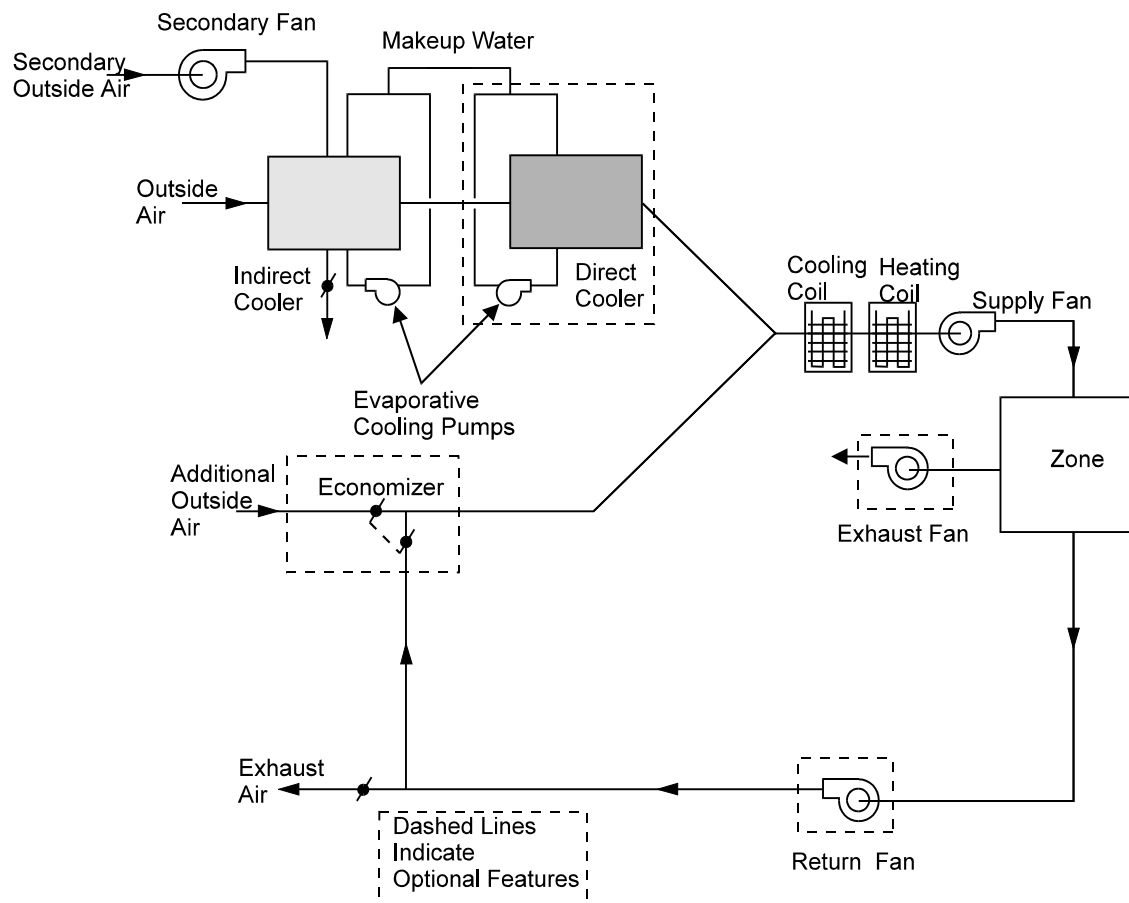 Secondary Fan
Makeup Water
Secondary
Outside Air
Outside
Air
Indirect
Cooler
Direct
Cooler
Cooling
Coil
Heating
Coil
Supply Fan
Evaporative
Cooling Pumps
Zone
Additional
Outside
Air
Economizer
Exhaust Fan
Exhaust
Air
Dashed Lines
Indicate
Optional Features
Return Fan